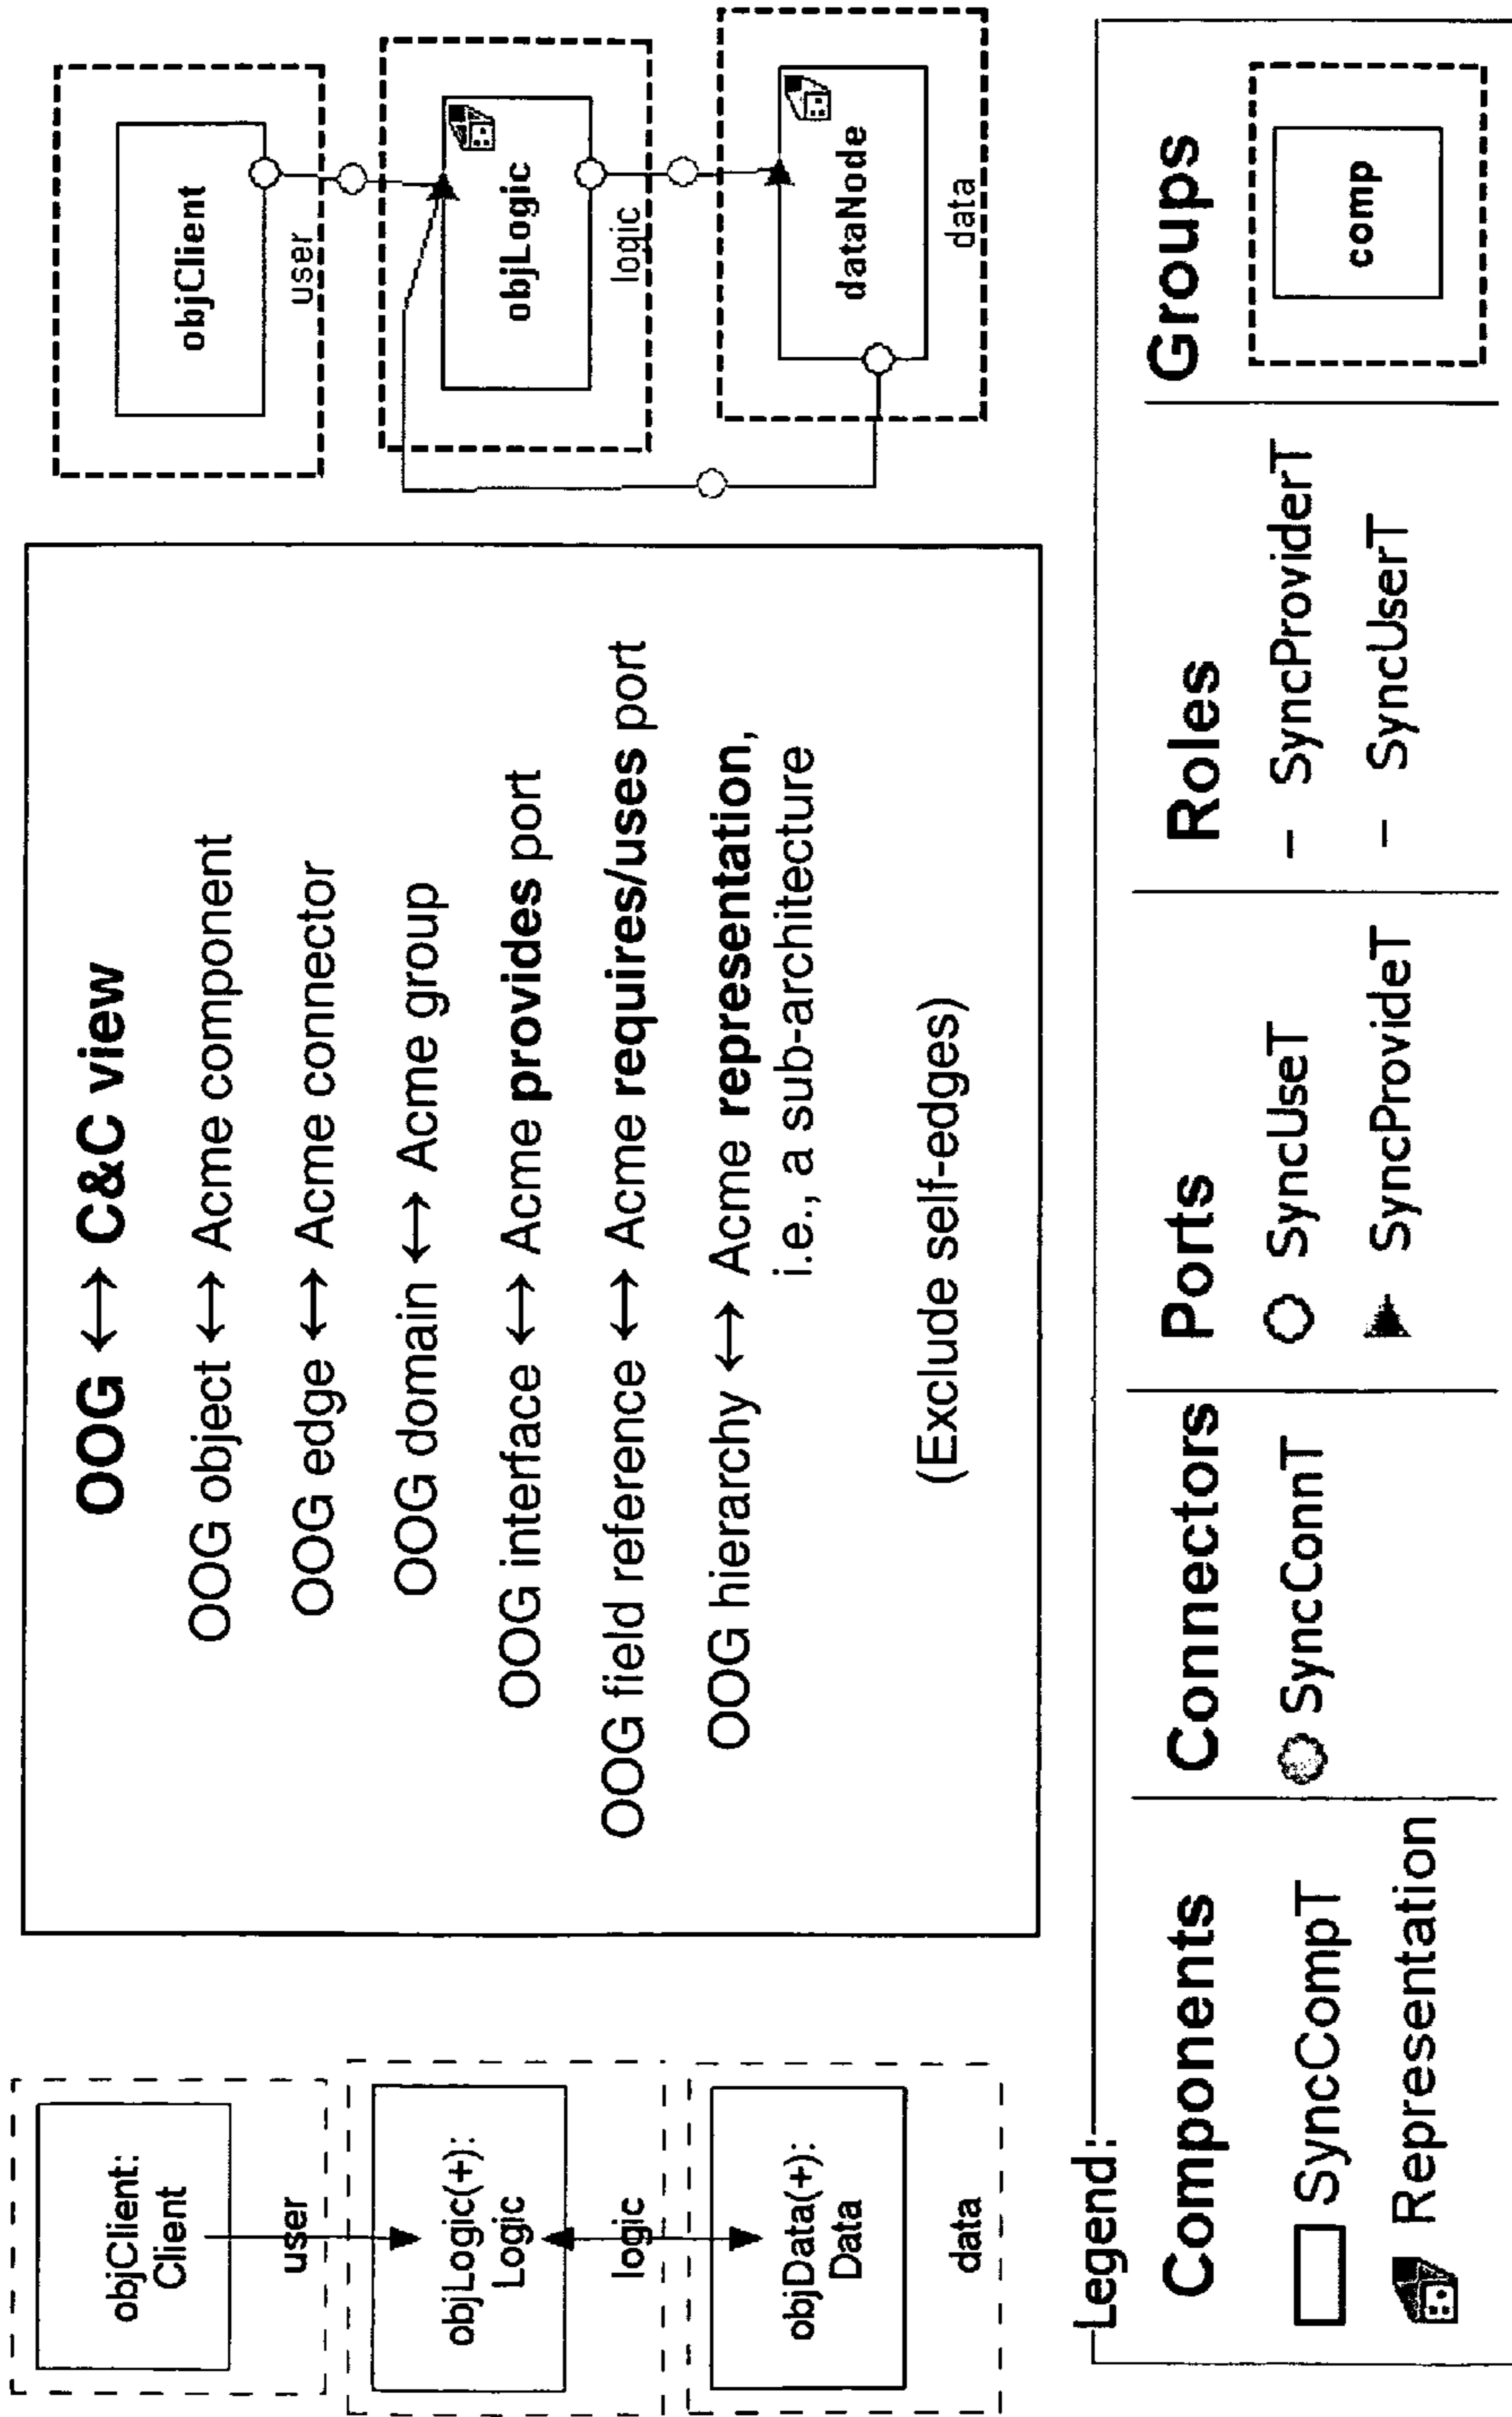 objClient:
Client
user
objLogic(+):
Logic
logic
objData(+):
Data
data
OOG ↔ C&C view
OOG object ↔ Acme component
OOG edge ↔ Acme connector
OOG domain ↔ Acme group
OOG interface ↔ Acme provides port
OOG field reference ↔ Acme requires/uses port
OOG hierarchy ↔ Acme representation,
i.e., a sub-architecture
(Exclude self-edges)
objClient
user
objLogic
logic
dataNode
data
Legend:
Components
SyncCompT
Representation
Connectors
SyncConnT
Ports
SyncUseT
SyncProvideT
Roles
– SyncProviderT
– SyncUserT
Groups
comp